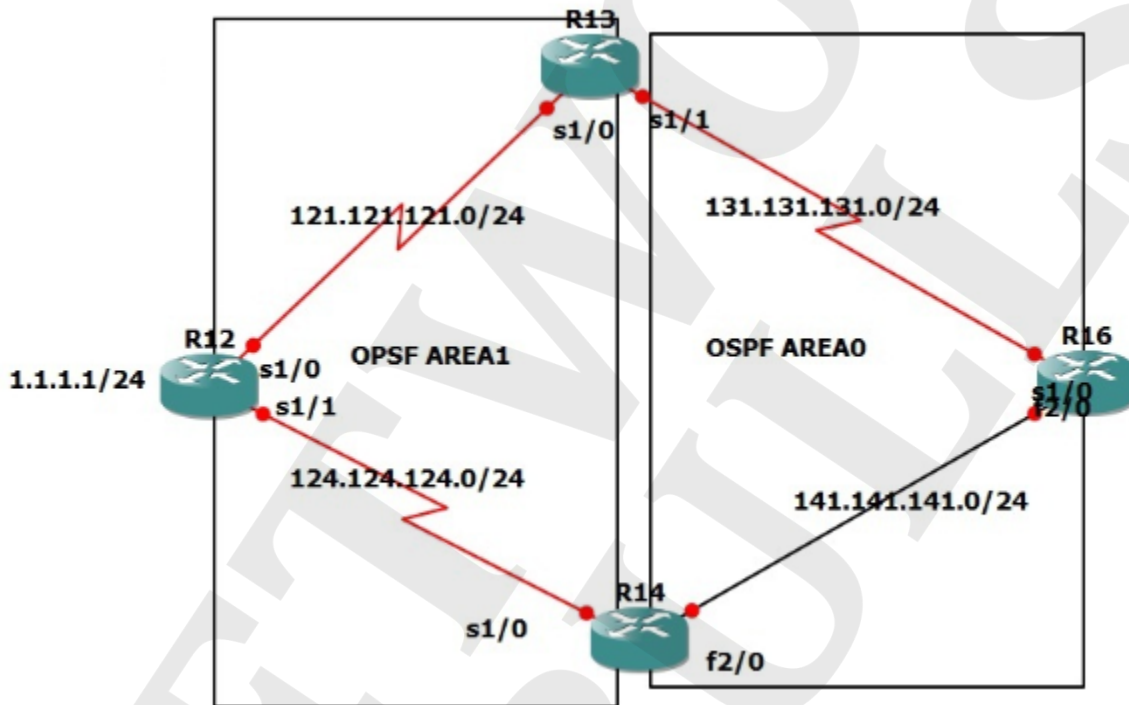 R13
s1/0
s1/1
121.121.121.0/24
131.131.131.0/24
R12
OPSF AREA1
OSPF AREA0
R16
1.1.1.1/24
s1/0
s1/0
s1/1
f2/0
124.124.124.0/24
141.141.141.0/24
R14
s1/0
f2/0